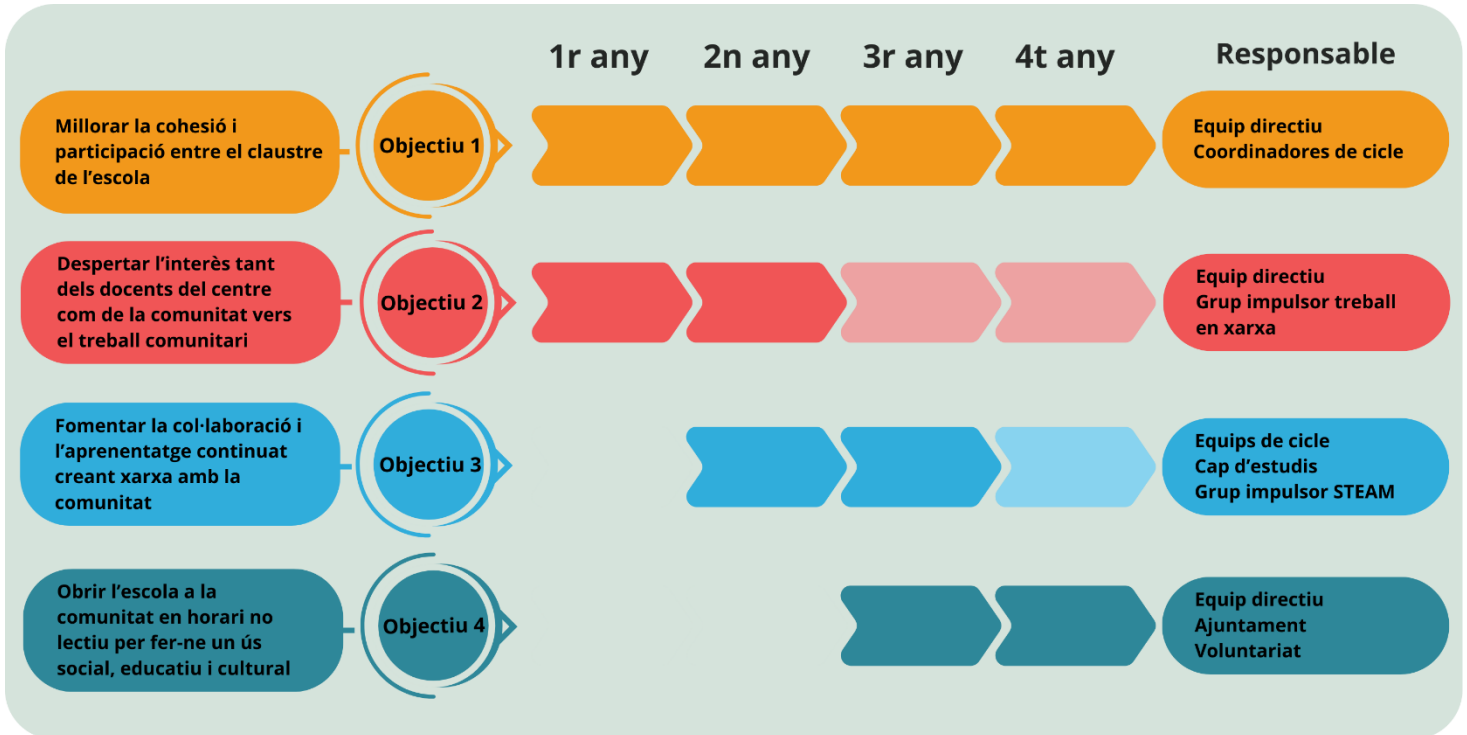 1r any 2n any 3r any 4t any Responsable
Millorar la cohesió i
participació entre el claustre
de l’escola
Objectiu 1
Equip directiu
Coordinadores de cicle
Despertar l’interès tant
dels docents del centre
com de la comunitat vers
el treball comunitari
Objectiu 2
Equip directiu
Grup impulsor treball
en xarxa
Fomentar la col·laboració i
l’aprenentatge continuat
creant xarxa amb la
comunitat
Objectiu 3
Equips de cicle
Cap d’estudis
Grup impulsor STEAM
Obrir l’escola a la
comunitat en horari no
lectiu per fer-ne un ús
social, educatiu i cultural
Objectiu 4
Equip directiu
Ajuntament
Voluntariat